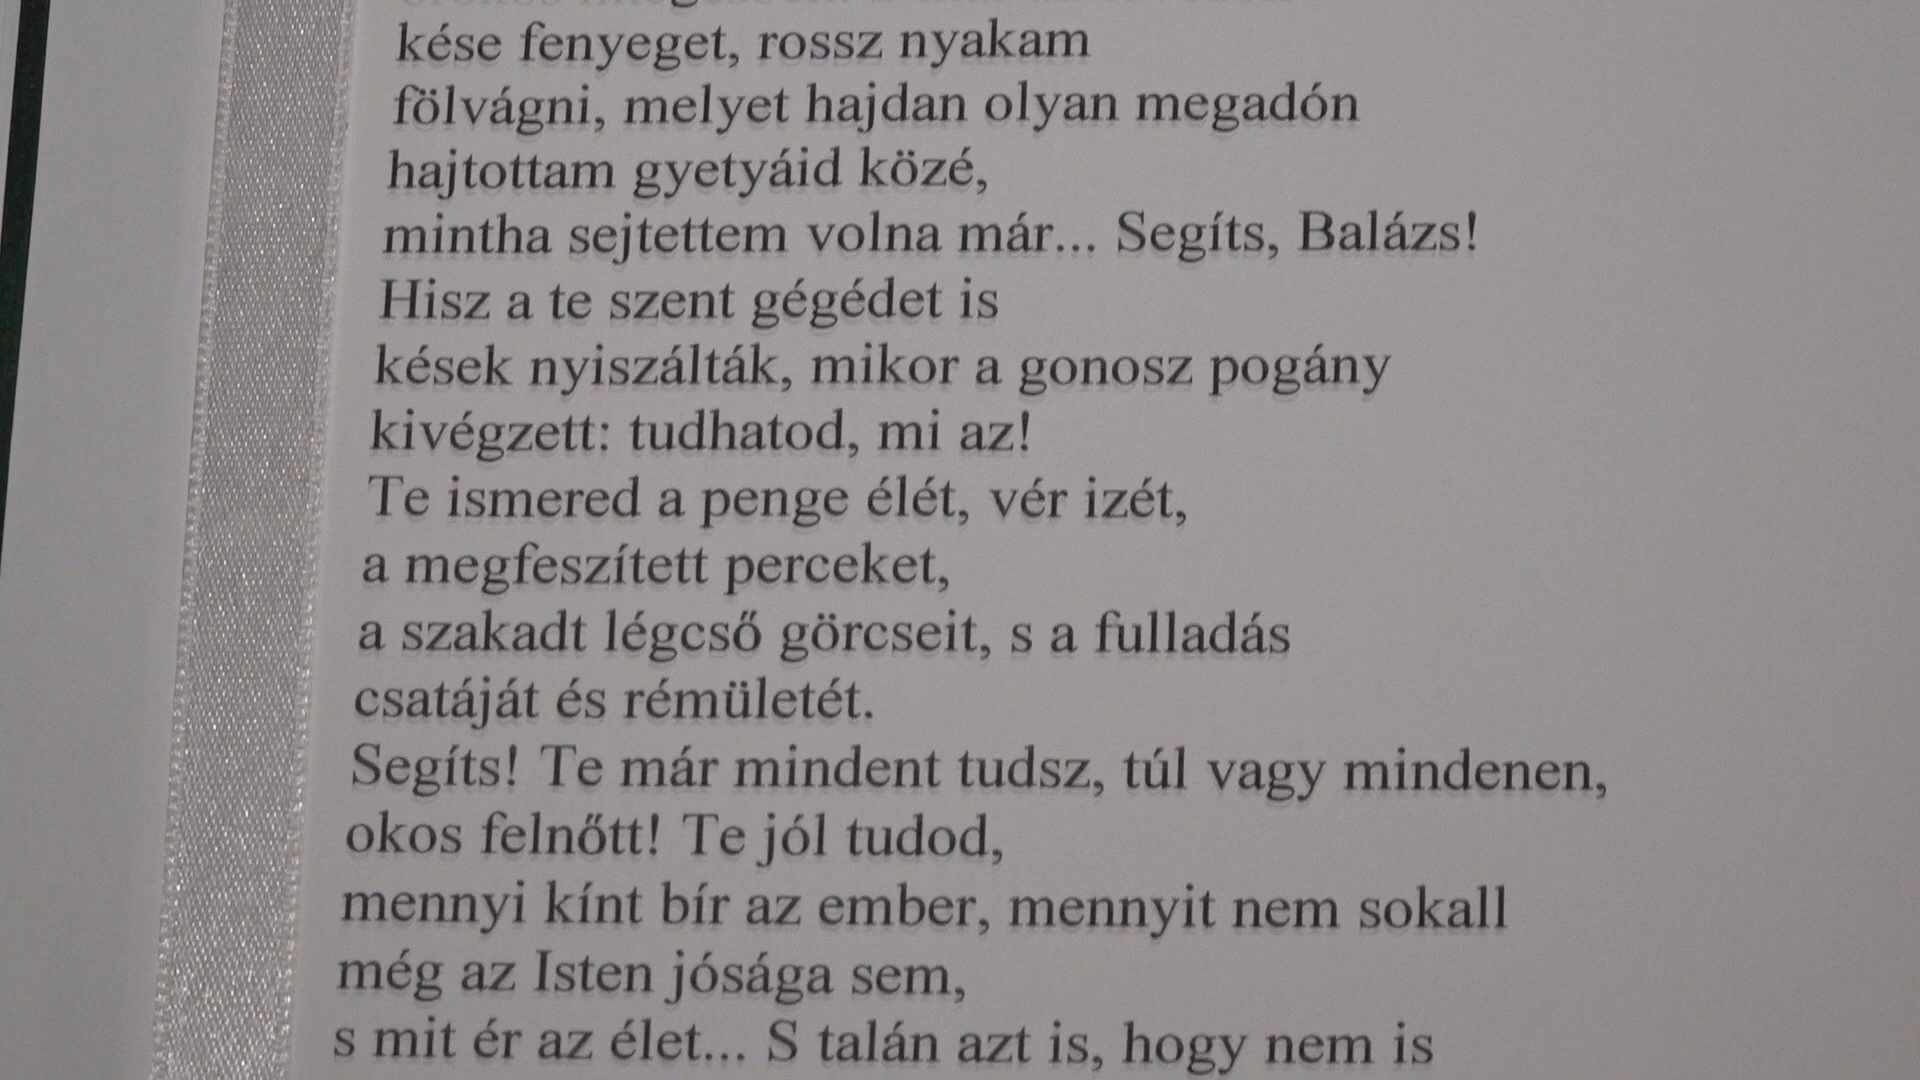 kése fenyeget, rossz nyakam
fölvágni, melyet hajdan olyan megadón
hajtottam gyetyáid közé,
mintha sejtettem volna már... Segíts, Balázs!
Hisz a te szent gégédet is
kések nyiszálták, mikor a gonosz pogány
kivégzett: tudhatod, mi az!
Te ismered a penge élét, vér izét,
a megfeszített perceket,
a szakadt légcső görcseit, s a fulladás
csatáját és rémületét.
Segíts! Te már mindent tudsz, túl vagy mindenen,
okos felnőtt! Te jól tudod,
mennyi kínt bír az ember, mennyit nem sokall
még az Isten jósága sem,
s mit ér az élet... S talán azt is, hogy nem is